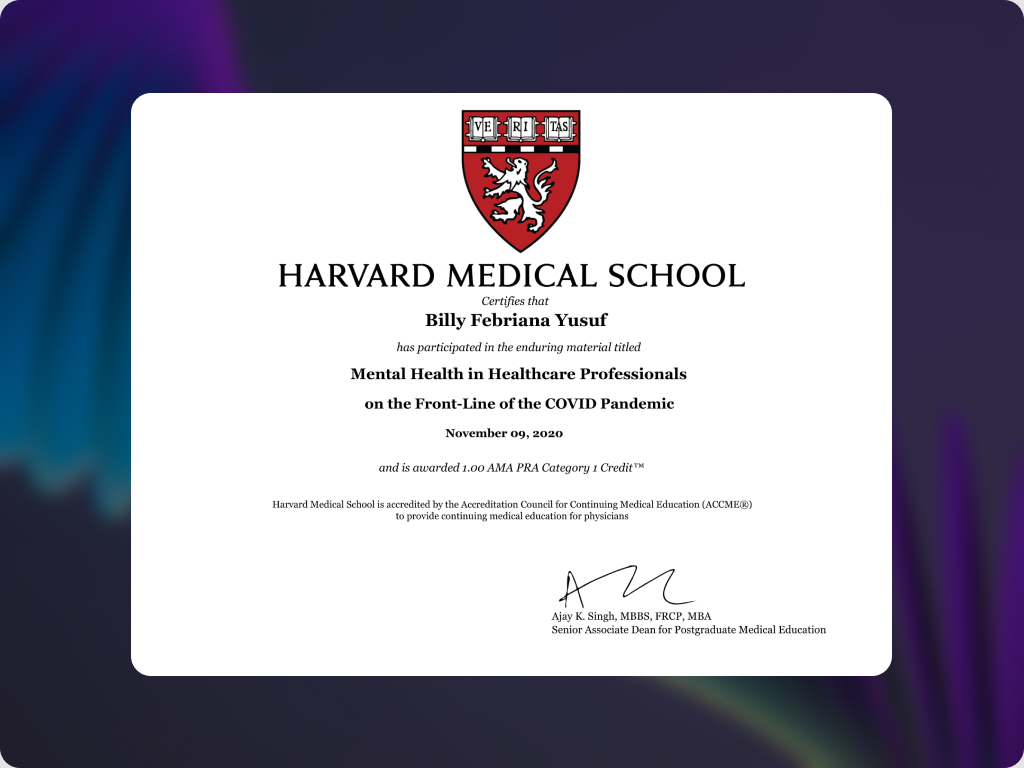 VE RI TAS
HARVARD MEDICAL SCHOOL
Certifies that
Billy Febriana Yusuf
has participated in the enduring material titled
Mental Health in Healthcare Professionals
on the Front-Line of the COVID Pandemic
November 09, 2020
and is awarded 1.00 AMA PRA Category 1 Credit™
Harvard Medical School is accredited by the Accreditation Council for Continuing Medical Education (ACCME®)
to provide continuing medical education for physicians
Ajay K. Singh, MBBS, FRCP, MBA
Senior Associate Dean for Postgraduate Medical Education